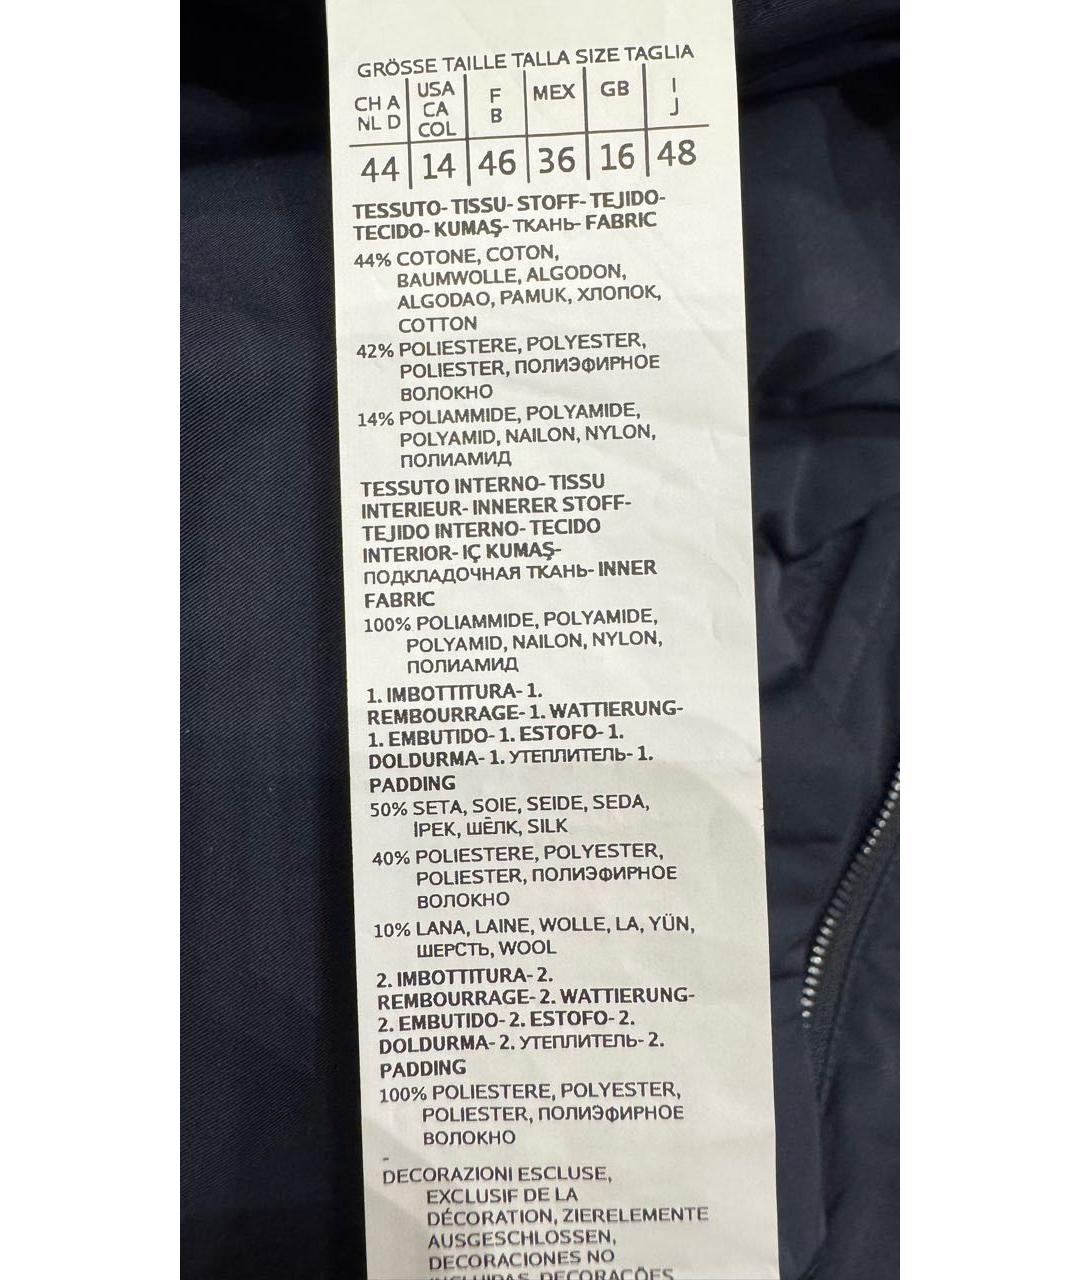 GRÖSSE TAILLE TALLA SIZE TAGLIA
CH A NL D | USA CA COL | F B | MEX | GB | I J
44 | 14 | 46 | 36 | 16 | 48
TESSUTO- TISSU- STOFF- TEJIDO-
TECIDO- KUMAŞ- ТКАНЬ- FABRIC
44% COTONE, COTON,
BAUMWOLLE, ALGODON,
ALGODAO, PAMUK, ХЛОПОК,
COTTON
42% POLIESTERE, POLYESTER,
POLIESTER, ПОЛИЭФИРНОЕ
ВОЛОКНО
14% POLIAMMIDE, POLYAMIDE,
POLYAMID, NAILON, NYLON,
ПОЛИАМИД
TESSUTO INTERNO- TISSU
INTERIEUR- INNERER STOFF-
TEJIDO INTERNO- TECIDO
INTERIOR- IÇ KUMAŞ-
ПОДКЛАДОЧНАЯ ТКАНЬ- INNER
FABRIC
100% POLIAMMIDE, POLYAMIDE,
POLYAMID, NAILON, NYLON,
ПОЛИАМИД
1. IMBOTTITURA- 1.
REMBOURRAGE- 1. WATTIERUNG-
1. EMBUTIDO- 1. ESTOFO- 1.
DOLDURMA- 1. УТЕПЛИТЕЛЬ- 1.
PADDING
50% SETA, SOIE, SEIDE, SEDA,
İPEK, ШЁЛК, SILK
40% POLIESTERE, POLYESTER,
POLIESTER, ПОЛИЭФИРНОЕ
ВОЛОКНО
10% LANA, LAINE, WOLLE, LA, YÜN,
ШЕРСТЬ, WOOL
2. IMBOTTITURA- 2.
REMBOURRAGE- 2. WATTIERUNG-
2. EMBUTIDO- 2. ESTOFO- 2.
DOLDURMA- 2. УТЕПЛИТЕЛЬ- 2.
PADDING
100% POLIESTERE, POLYESTER,
POLIESTER, ПОЛИЭФИРНОЕ
ВОЛОКНО
-
DECORAZIONI ESCLUSE,
EXCLUSIF DE LA
DÉCORATION, ZIERELEMENTE
AUSGESCHLOSSEN,
DECORACIONES NO
INCLUIDAS, DECORAÇÕES